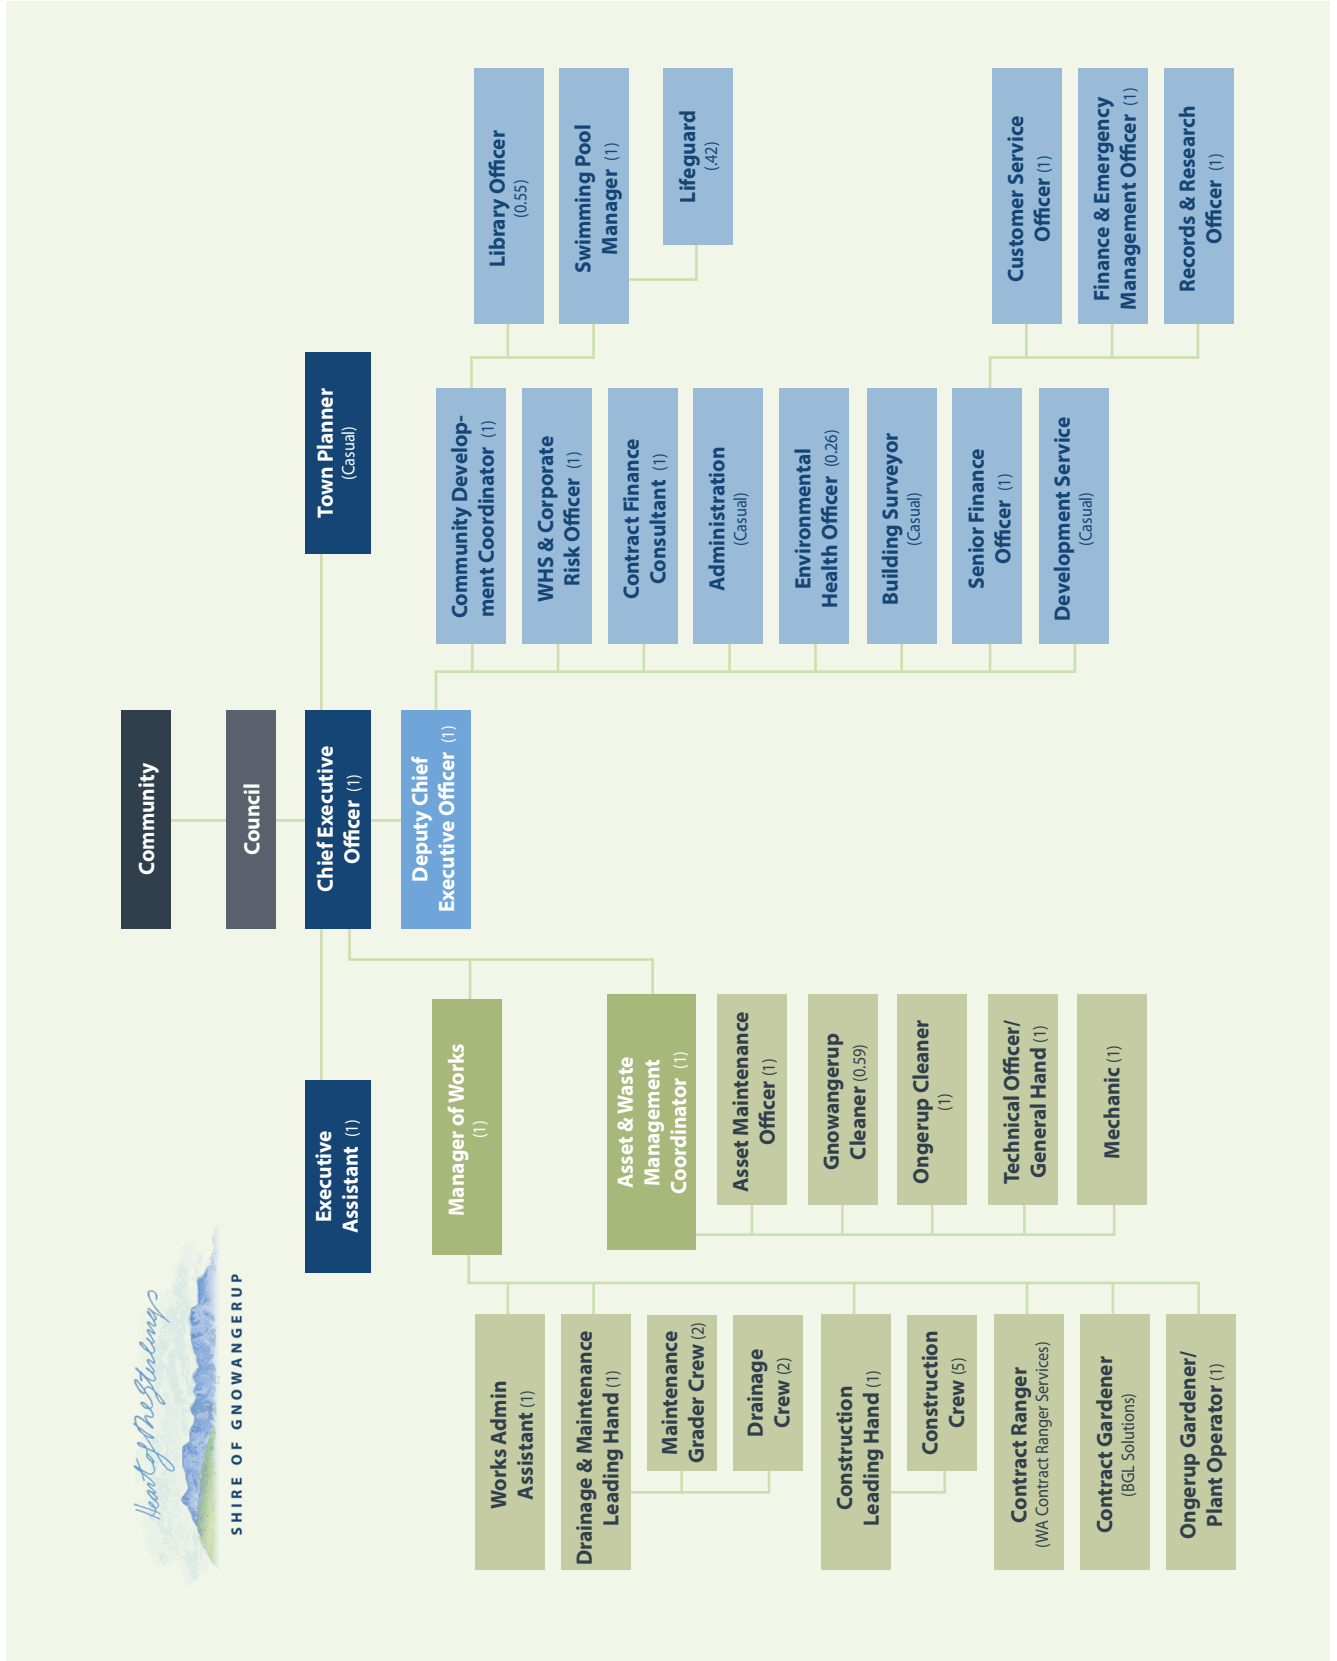 Heart of the Stirlings
SHIRE OF GNOWANGERUP
Community
Council
Executive
Assistant (1)
Chief Executive
Officer (1)
Town Planner
(Casual)
Deputy Chief
Executive Officer (1)
Manager of Works
(1)
Works Admin
Assistant (1)
Drainage & Maintenance
Leading Hand (1)
Maintenance
Grader Crew (2)
Drainage
Crew (2)
Construction
Leading Hand (1)
Construction
Crew (5)
Contract Ranger
(WA Contract Ranger Services)
Contract Gardener
(BGL Solutions)
Ongerup Gardener/
Plant Operator (1)
Asset & Waste
Management
Coordinator (1)
Asset Maintenance
Officer (1)
Gnowangerup
Cleaner (0.59)
Ongerup Cleaner
(1)
Technical Officer/
General Hand (1)
Mechanic (1)
Community Develop-
ment Coordinator (1)
WHS & Corporate
Risk Officer (1)
Contract Finance
Consultant (1)
Administration
(Casual)
Environmental
Health Officer (0.26)
Building Surveyor
(Casual)
Senior Finance
Officer (1)
Development Service
(Casual)
Library Officer
(0.55)
Swimming Pool
Manager (1)
Lifeguard
(.42)
Customer Service
Officer (1)
Finance & Emergency
Management Officer (1)
Records & Research
Officer (1)